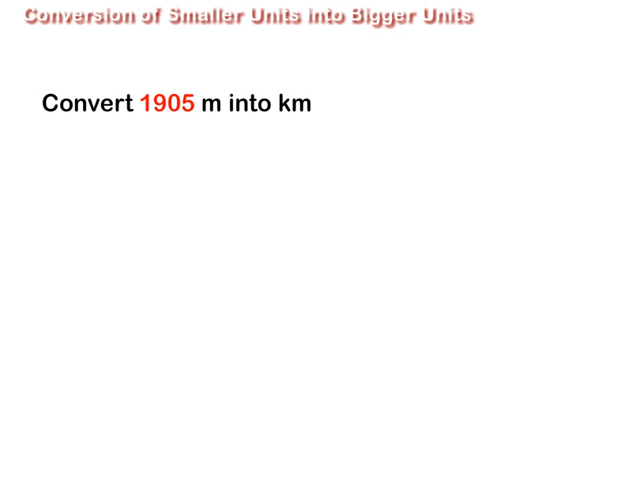 Conversion of Smaller Units into Bigger Units
Convert 1905 m into km